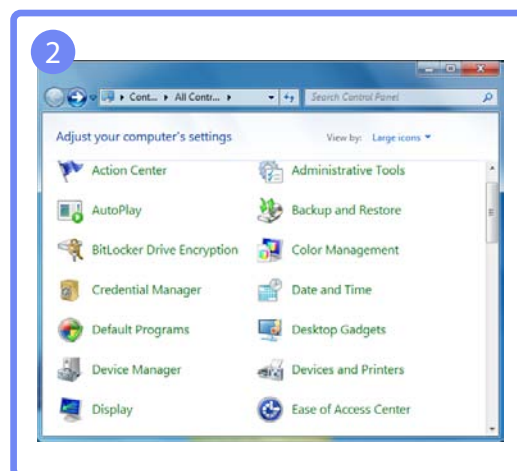 2
Cont... All Contr...
Search Control Panel
Adjust your computer's settings
View by: Large icons
Action Center Administrative Tools
AutoPlay Backup and Restore
BitLocker Drive Encryption Color Management
Credential Manager Date and Time
Default Programs Desktop Gadgets
Device Manager Devices and Printers
Display Ease of Access Center